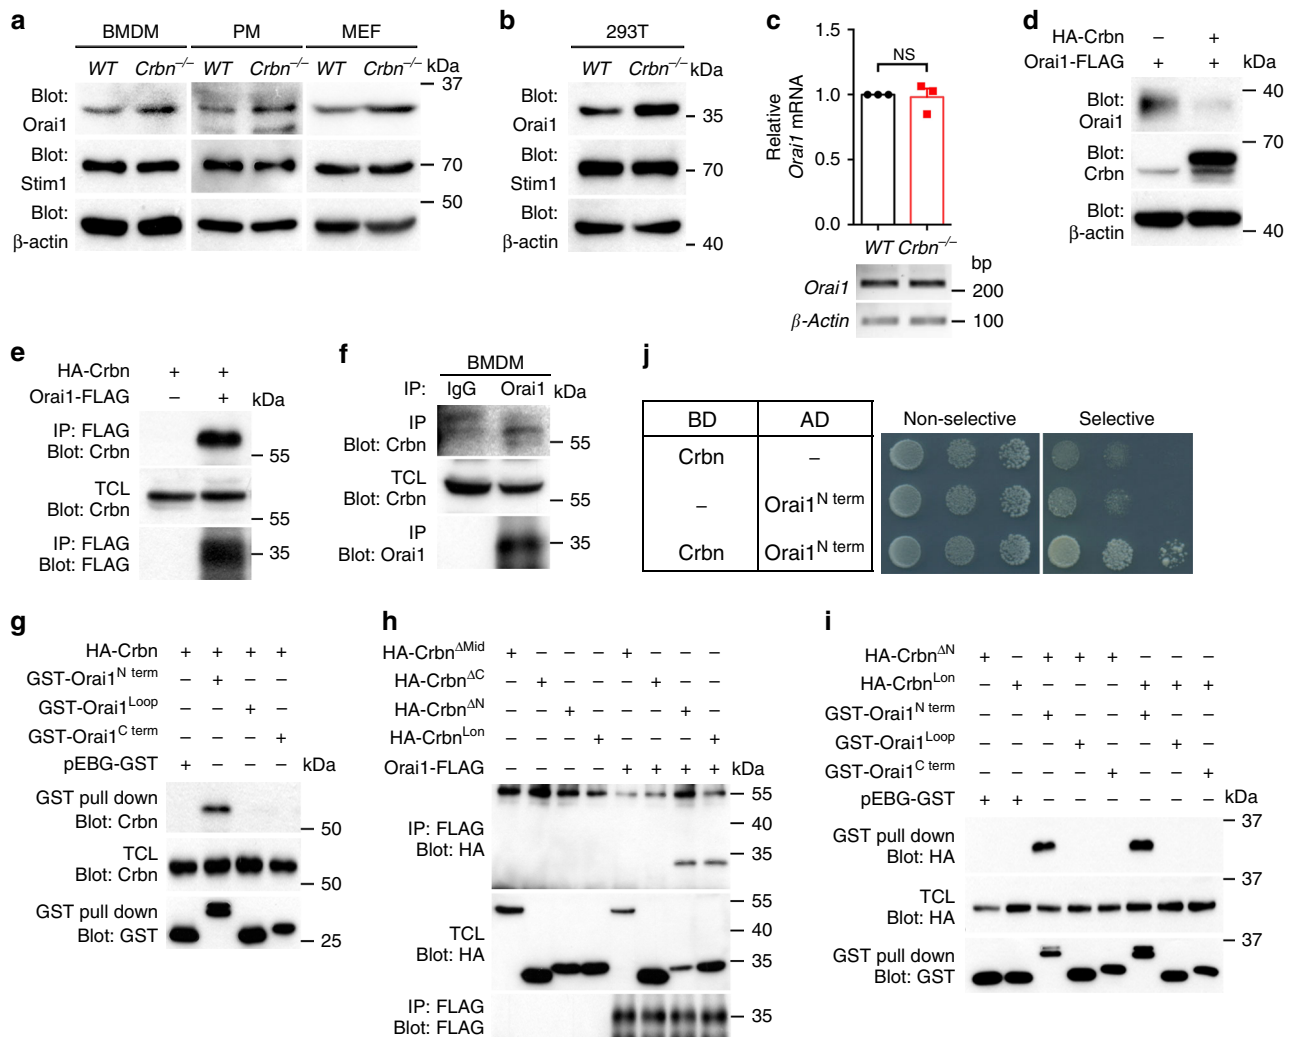 a
BMDM PM MEF
WT Crbn−/− WT Crbn−/− WT Crbn−/− kDa
Blot: Orai1
37
Blot: Stim1
70
50
Blot: β-actin
b
293T
WT Crbn−/− kDa
Blot: Orai1
35
Blot: Stim1
70
Blot: β-actin
40
c
Relative Orai1 mRNA
1.5
1.0
0.5
0.0
NS
WT Crbn−/−
bp
Orai1
200
β-Actin
100
d
HA-Crbn − +
Orai1-FLAG + + kDa
Blot: Orai1
40
Blot: Crbn
70
Blot: β-actin
40
e
HA-Crbn + +
Orai1-FLAG − + kDa
IP: FLAG
Blot: Crbn
55
TCL
Blot: Crbn
55
IP: FLAG
Blot: FLAG
35
f
BMDM
IP: IgG Orai1 kDa
IP
Blot: Crbn
55
TCL
Blot: Crbn
55
IP
Blot: Orai1
35
j
BD AD
Crbn −
− Orai1N term
Crbn Orai1N term
Non-selective Selective
g
HA-Crbn + + + +
GST-Orai1N term − + − −
GST-Orai1Loop − − + −
GST-Orai1C term − − − +
pEBG-GST + − − − kDa
GST pull down
Blot: Crbn
50
TCL
Blot: Crbn
50
GST pull down
Blot: GST
25
h
HA-CrbnΔMid + − − − + − − −
HA-CrbnΔC − + − − − + − −
HA-CrbnΔN − − + − − − + −
HA-CrbnLon − − − + − − − +
Orai1-FLAG − − − − + + + + kDa
IP: FLAG
Blot: HA
55
40
35
TCL
Blot: HA
55
40
35
IP: FLAG
Blot: FLAG
35
i
HA-CrbnΔN + − + + + − − −
HA-CrbnLon − + − − − + + +
GST-Orai1N term − − + − − + − −
GST-Orai1Loop − − − + − − + −
GST-Orai1C term − − − − + − − +
pEBG-GST + + − − − − − − kDa
GST pull down
Blot: HA
37
TCL
Blot: HA
37
GST pull down
Blot: GST
37